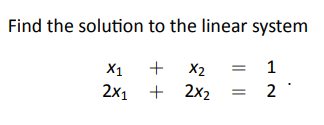 Find the solution to the linear system
x₁ + x₂ = 1
2x₁ + 2x₂ = 2 .